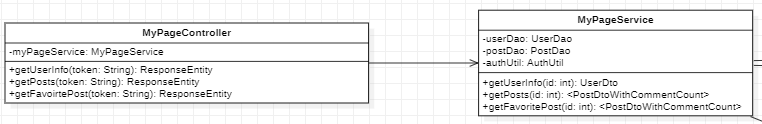 MyPageController
-myPageService: MyPageService
+getUserInfo(token: String): ResponseEntity
+getPosts(token: String): ResponseEntity
+getFavoirtePost(token: String): ResponseEntity
MyPageService
-userDao: UserDao
-postDao: PostDao
-authUtil: AuthUtil
+getUserInfo(id: int): UserDto
+getPosts(id: int): <PostDtoWithCommentCount>
+getFavoritePost(id: int): <PostDtoWithCommentCount>